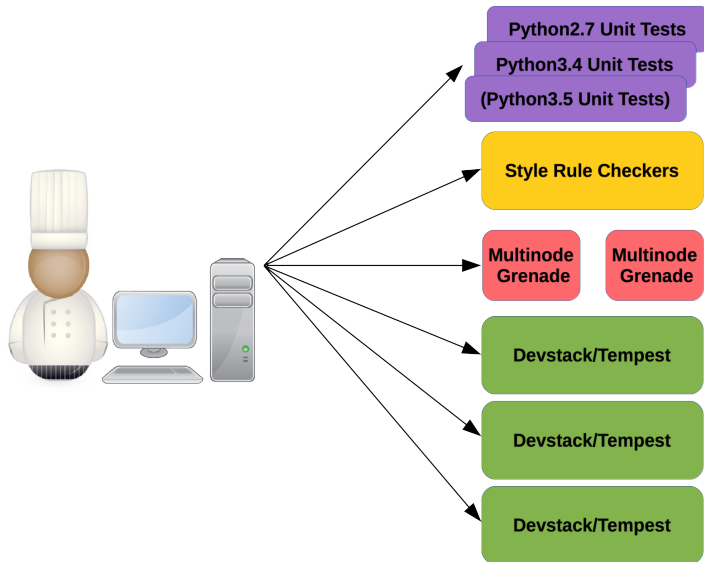 Python2.7 Unit Tests
Python3.4 Unit Tests
(Python3.5 Unit Tests)
Style Rule Checkers
Multinode
Grenade
Multinode
Grenade
Devstack/Tempest
Devstack/Tempest
Devstack/Tempest